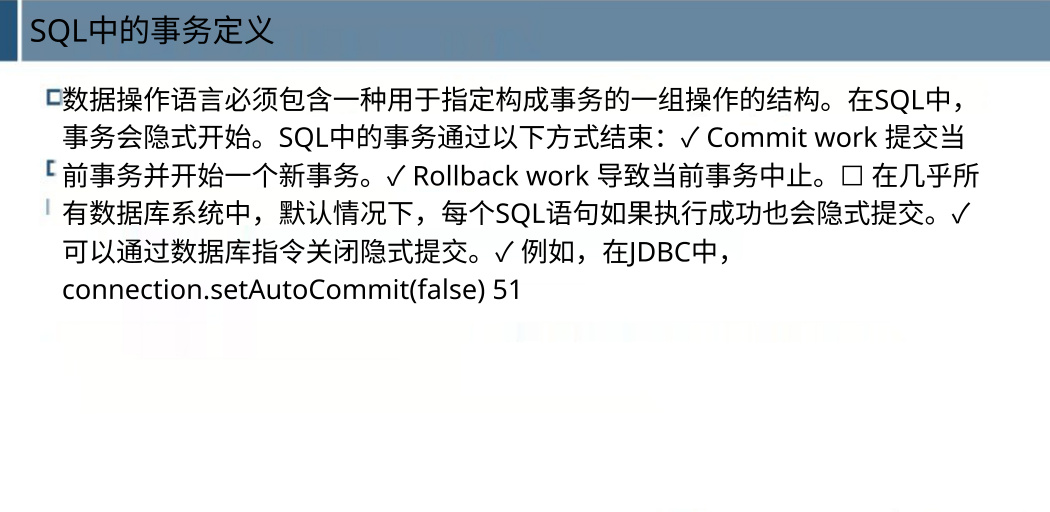 SQL中的事务定义
数据操作语言必须包含一种用于指定构成事务的一组操作的结构。在SQL中，
事务会隐式开始。SQL中的事务通过以下方式结束：✓ Commit work 提交当
前事务并开始一个新事务。✓ Rollback work 导致当前事务中止。□ 在几乎所
有数据库系统中，默认情况下，每个SQL语句如果执行成功也会隐式提交。✓
可以通过数据库指令关闭隐式提交。✓ 例如，在JDBC中，
connection.setAutoCommit(false) 51